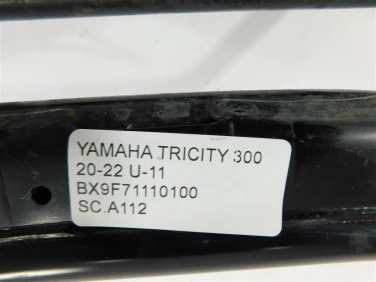 YAMAHA TRICITY 300
20-22 U-11
BX9F71110100
SC.A112